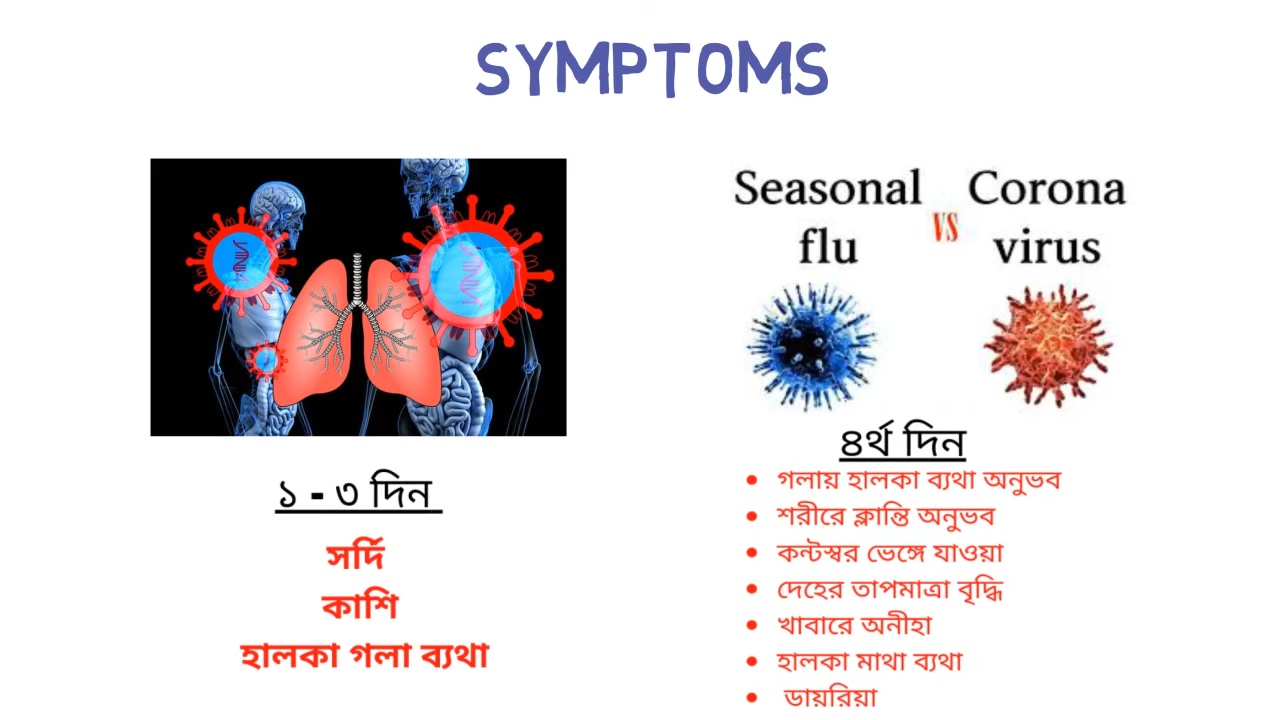 SYMPTOMS
১ - ৩ দিন
সর্দি
কাশি
হালকা গলা ব্যথা
Seasonal flu
VS
Corona virus
৪র্থ দিন
• গলায় হালকা ব্যথা অনুভব
• শরীরে ক্লান্তি অনুভব
• কন্টস্বর ভেঙ্গে যাওয়া
• দেহের তাপমাত্রা বৃদ্ধি
• খাবারে অনীহা
• হালকা মাথা ব্যথা
• ডায়রিয়া